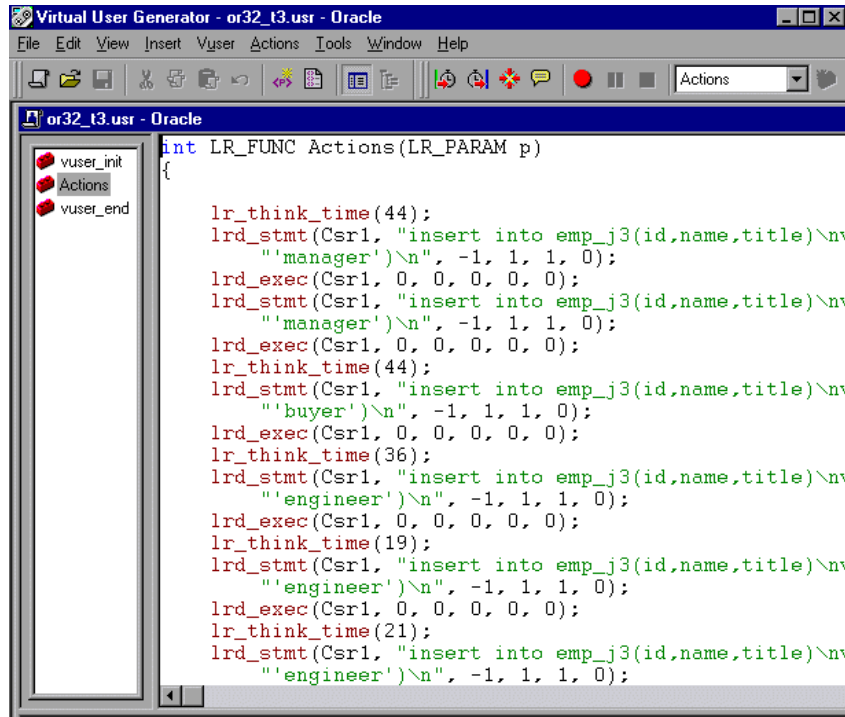 Virtual User Generator - or32_t3.usr - Oracle
File Edit View Insert Vuser Actions Tools Window Help
Actions
or32_t3.usr - Oracle
vuser_init
Actions
vuser_end
int LR_FUNC Actions(LR_PARAM p)
{
lr_think_time(44);
lrd_stmt(Csr1, "insert into emp_j3(id,name,title)\nv
"'manager')\n", -1, 1, 1, 0);
lrd_exec(Csr1, 0, 0, 0, 0, 0);
lrd_stmt(Csr1, "insert into emp_j3(id,name,title)\nv
"'manager')\n", -1, 1, 1, 0);
lrd_exec(Csr1, 0, 0, 0, 0, 0);
lr_think_time(44);
lrd_stmt(Csr1, "insert into emp_j3(id,name,title)\nv
"'buyer')\n", -1, 1, 1, 0);
lrd_exec(Csr1, 0, 0, 0, 0, 0);
lr_think_time(36);
lrd_stmt(Csr1, "insert into emp_j3(id,name,title)\nv
"'engineer')\n", -1, 1, 1, 0);
lrd_exec(Csr1, 0, 0, 0, 0, 0);
lr_think_time(19);
lrd_stmt(Csr1, "insert into emp_j3(id,name,title)\nv
"'engineer')\n", -1, 1, 1, 0);
lrd_exec(Csr1, 0, 0, 0, 0, 0);
lr_think_time(21);
lrd_stmt(Csr1, "insert into emp_j3(id,name,title)\nv
"'engineer')\n", -1, 1, 1, 0);